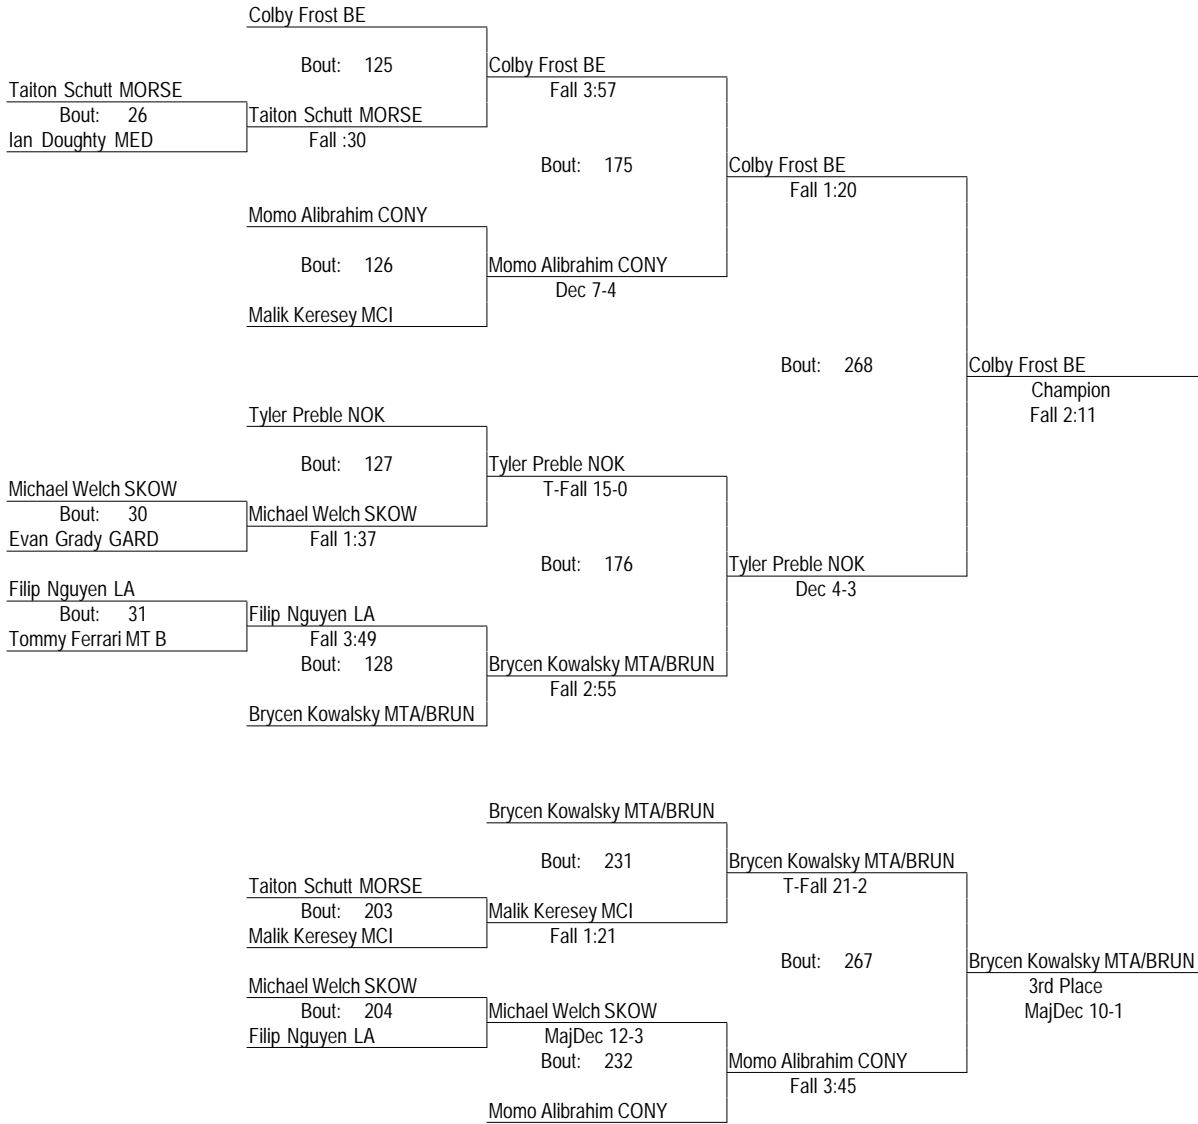 Colby Frost BE
Bout: 125
Colby Frost BE
Fall 3:57
Taiton Schutt MORSE
Bout: 26
Ian Doughty MED
Taiton Schutt MORSE
Fall :30
Bout: 175
Colby Frost BE
Fall 1:20
Momo Alibrahim CONY
Bout: 126
Momo Alibrahim CONY
Dec 7-4
Malik Keresey MCI
Bout: 268
Colby Frost BE
Champion
Fall 2:11
Tyler Preble NOK
Bout: 127
Tyler Preble NOK
T-Fall 15-0
Michael Welch SKOW
Bout: 30
Evan Grady GARD
Michael Welch SKOW
Fall 1:37
Bout: 176
Tyler Preble NOK
Dec 4-3
Filip Nguyen LA
Bout: 31
Tommy Ferrari MT B
Filip Nguyen LA
Fall 3:49
Bout: 128
Brycen Kowalsky MTA/BRUN
Fall 2:55
Brycen Kowalsky MTA/BRUN
Brycen Kowalsky MTA/BRUN
Bout: 231
Brycen Kowalsky MTA/BRUN
T-Fall 21-2
Taiton Schutt MORSE
Bout: 203
Malik Keresey MCI
Malik Keresey MCI
Fall 1:21
Bout: 267
Brycen Kowalsky MTA/BRUN
3rd Place
MajDec 10-1
Michael Welch SKOW
Bout: 204
Filip Nguyen LA
Michael Welch SKOW
MajDec 12-3
Bout: 232
Momo Alibrahim CONY
Fall 3:45
Momo Alibrahim CONY